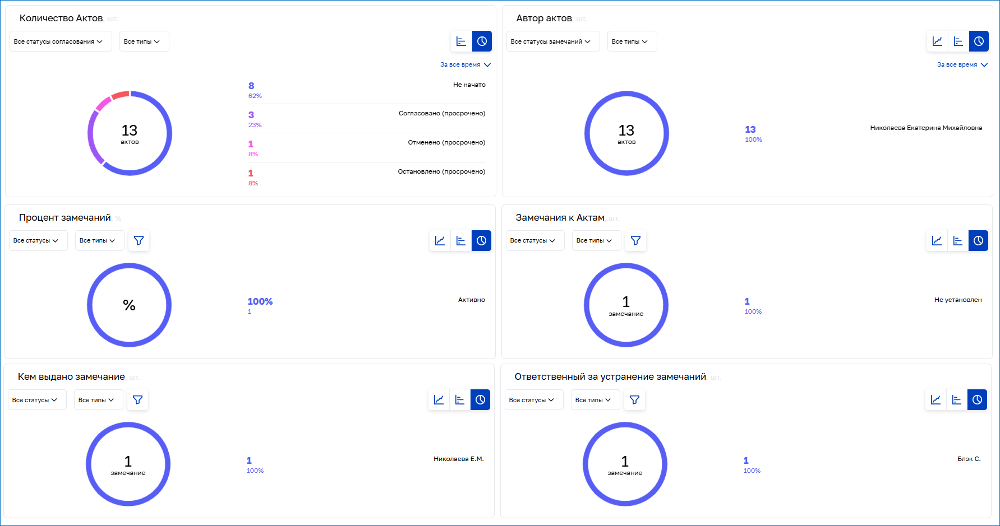 Количество Актов, шт.
Все статусы согласования
Все типы
За все время
13
актов
8
62%
Не начато
3
23%
Согласовано (просрочено)
1
8%
Отменено (просрочено)
1
8%
Остановлено (просрочено)
Автор актов, шт.
Все статусы замечаний
Все типы
За все время
13
актов
13
100%
Николаева Екатерина Михайловна
Процент замечаний, %
Все статусы
Все типы
%
100%
1
Активно
Замечания к Актам, шт.
Все статусы
Все типы
1
замечание
1
100%
Не установлен
Кем выдано замечание, шт.
Все статусы
Все типы
1
замечание
1
100%
Николаева Е.М.
Ответственный за устранение замечаний, шт.
Все статусы
Все типы
1
замечание
1
100%
Блэк С.